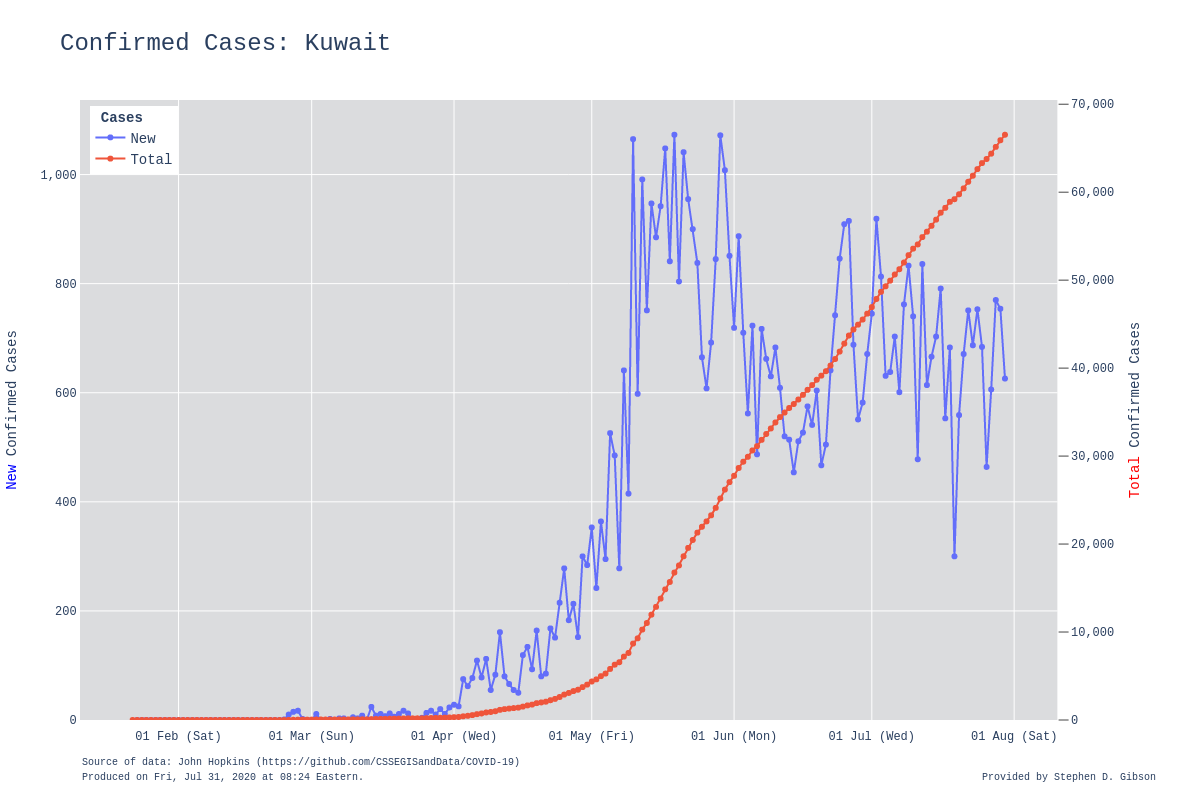 Confirmed Cases: Kuwait
Cases
New
Total
1,000
800
600
400
200
0
New Confirmed Cases
70,000
60,000
50,000
40,000
30,000
20,000
10,000
0
Total Confirmed Cases
01 Feb (Sat) 01 Mar (Sun) 01 Apr (Wed) 01 May (Fri) 01 Jun (Mon) 01 Jul (Wed) 01 Aug (Sat)
Source of data: John Hopkins (https://github.com/CSSEGISandData/COVID-19)
Produced on Fri, Jul 31, 2020 at 08:24 Eastern.
Provided by Stephen D. Gibson